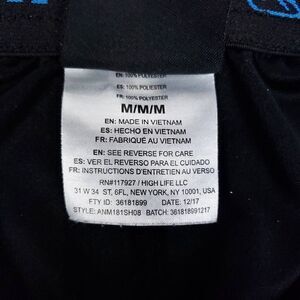 EN: 100% POLYESTER
ES: 100% POLIÉSTER
FR: 100% POLYESTER
M/M/M
EN: MADE IN VIETNAM
ES: HECHO EN VIETNAM
FR: FABRIQUÉ AU VIETNAM
EN: SEE REVERSE FOR CARE
ES: VER EL REVERSO PARA EL CUIDADO
FR: INSTRUCTIONS D'ENTRETIEN AU VERSO
RN#117927 / HIGH LIFE LLC
31 W 34 ST, 6FL, NEW YORK, NY 10001, USA
FTY ID: 36181899 DATE: 12/17
STYLE: ANM181SH08 BATCH: 361818991217